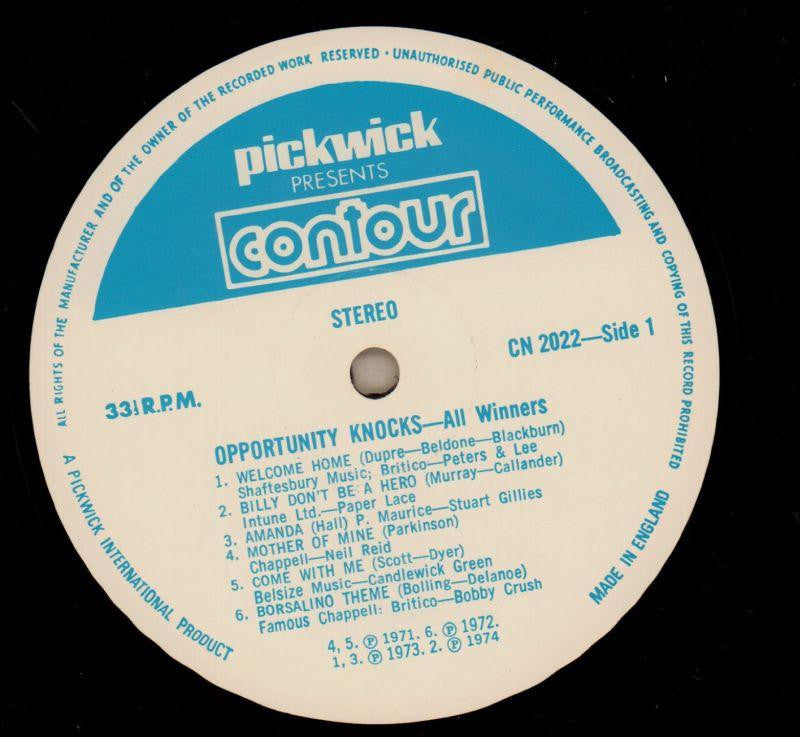 ALL RIGHTS OF THE MANUFACTURER AND OF THE OWNER OF THE RECORDED WORK RESERVED · UNAUTHORISED PUBLIC PERFORMANCE BROADCASTING AND COPYING OF THIS RECORD PROHIBITED
pickwick
PRESENTS
contour
STEREO
CN 2022—Side 1
33⅓ R.P.M.
OPPORTUNITY KNOCKS—All Winners
1. WELCOME HOME (Dupre—Beldone—Blackburn)
Shaftesbury Music; Britico—Peters & Lee
2. BILLY DON'T BE A HERO (Murray—Callander)
Intune Ltd.—Paper Lace
3. AMANDA (Hall) P. Maurice—Stuart Gillies
4. MOTHER OF MINE (Parkinson)
Chappell—Neil Reid
5. COME WITH ME (Scott—Dyer)
Belsize Music—Candlewick Green
6. BORSALINO THEME (Bolling—Delanoe)
Famous Chappell: Britico—Bobby Crush
4, 5. Ⓟ 1971. 6. Ⓟ 1972.
1, 3. Ⓟ 1973. 2. Ⓟ 1974
A PICKWICK INTERNATIONAL PRODUCT
MADE IN ENGLAND